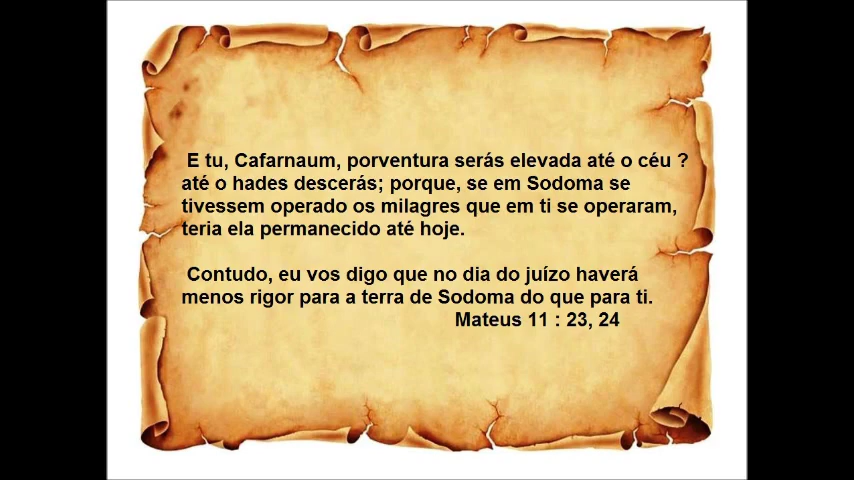 E tu, Cafarnaum, porventura serás elevada até o céu ?
até o hades descerás; porque, se em Sodoma se
tivessem operado os milagres que em ti se operaram,
teria ela permanecido até hoje.
Contudo, eu vos digo que no dia do juízo haverá
menos rigor para a terra de Sodoma do que para ti.
Mateus 11 : 23, 24